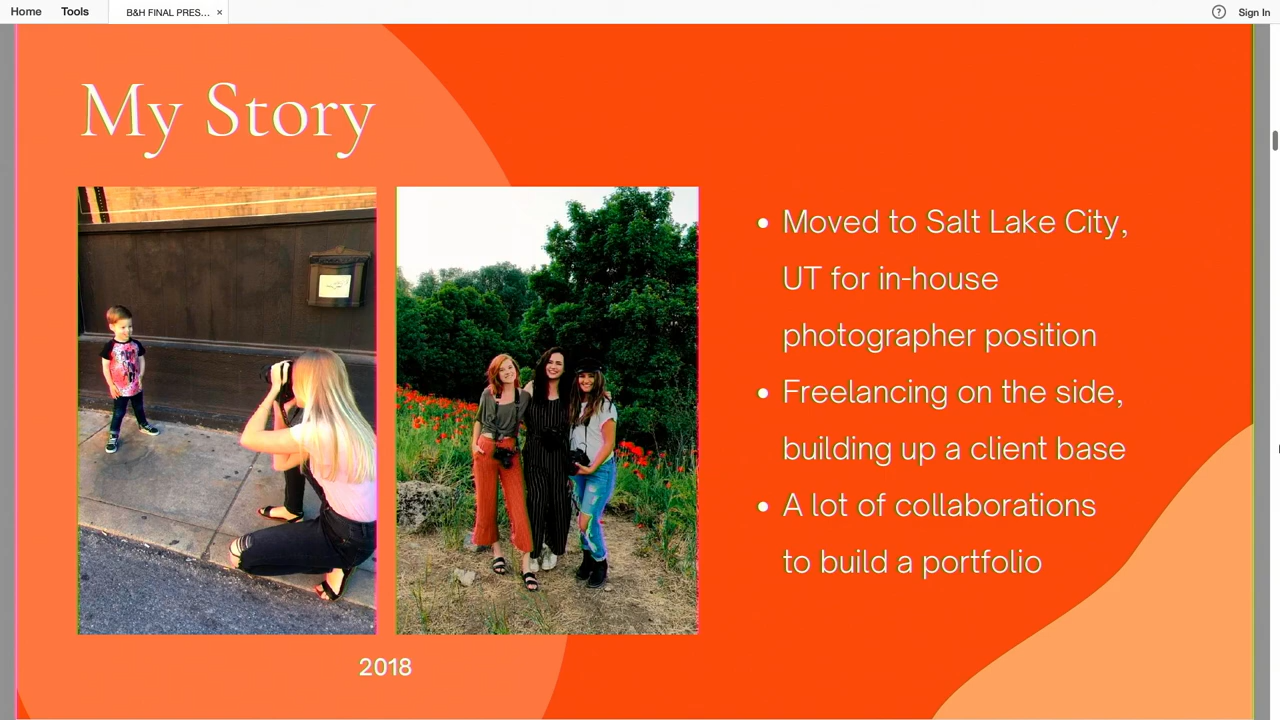 Home Tools B&H FINAL PRES... × ? Sign In
My Story
• Moved to Salt Lake City,
UT for in-house
photographer position
• Freelancing on the side,
building up a client base
• A lot of collaborations
to build a portfolio
2018